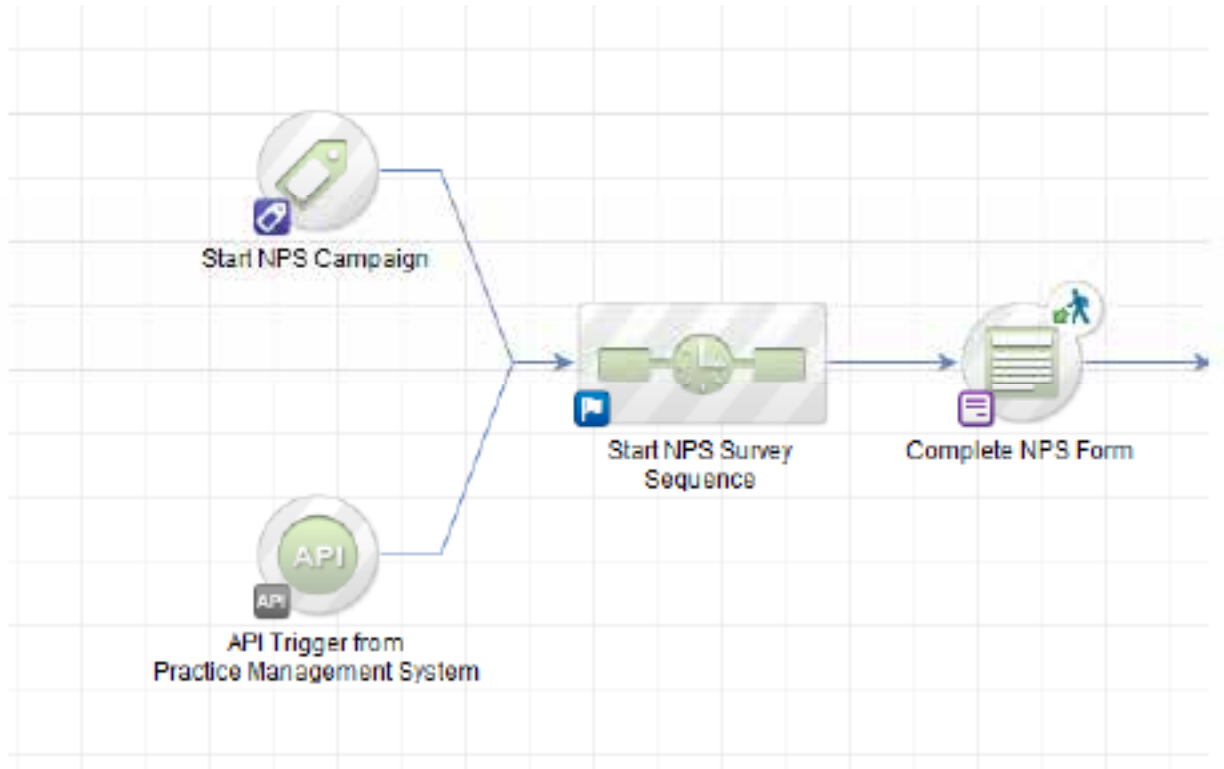 Start NPS Campaign
Start NPS Survey
Sequence
Complete NPS Form
API
API
API Trigger from
Practice Management System